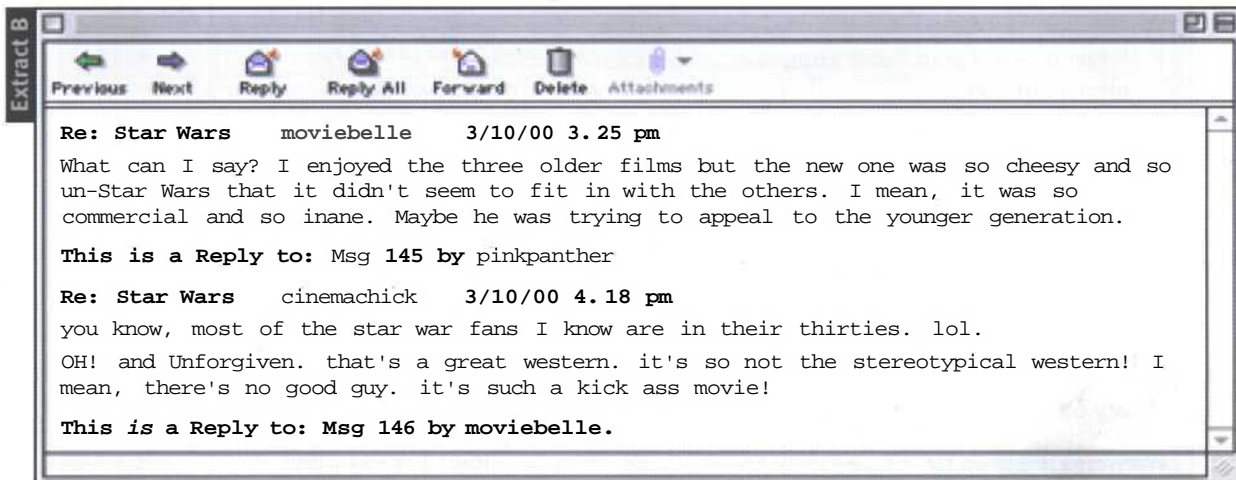 Extract B
Previous Next Reply Reply All Forward Delete Attachments
Re: Star Wars moviebelle 3/10/00 3.25 pm
What can I say? I enjoyed the three older films but the new one was so cheesy and so
un-Star Wars that it didn't seem to fit in with the others. I mean, it was so
commercial and so inane. Maybe he was trying to appeal to the younger generation.
This is a Reply to: Msg 145 by pinkpanther
Re: Star Wars cinemachick 3/10/00 4.18 pm
you know, most of the star war fans I know are in their thirties. lol.
OH! and Unforgiven. that's a great western. it's so not the stereotypical western! I
mean, there's no good guy. it's such a kick ass movie!
This is a Reply to: Msg 146 by moviebelle.